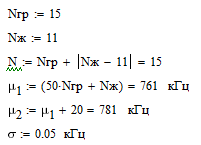 Nгр := 15
Nж := 11
N := Nгр + |Nж − 11| = 15
μ₁ := (50·Nгр + Nж) = 761 кГц
μ₂ := μ₁ + 20 = 781 кГц
σ := 0.05 кГц